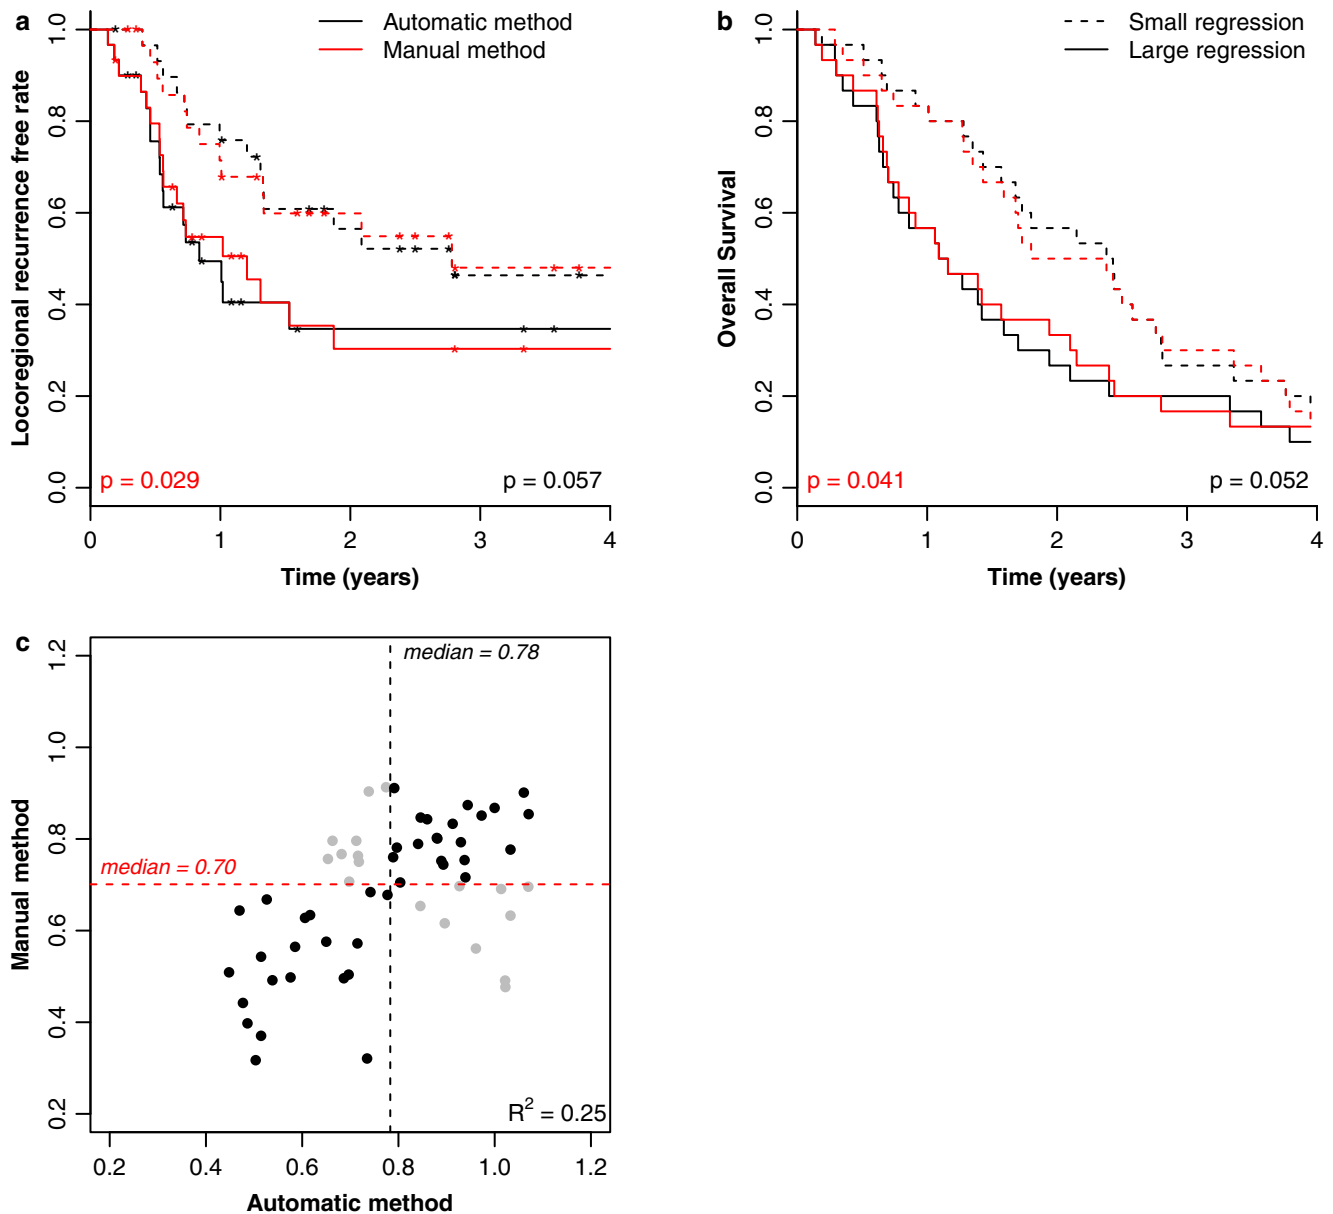 a
Automatic method
Manual method
Locoregional recurrence free rate
1.0
0.8
0.6
0.4
0.2
0.0
p = 0.029
p = 0.057
0 1 2 3 4
Time (years)
b
Small regression
Large regression
Overall Survival
1.0
0.8
0.6
0.4
0.2
0.0
p = 0.041
p = 0.052
0 1 2 3 4
Time (years)
c
median = 0.78
Manual method
1.2
1.0
0.8
0.6
0.4
0.2
median = 0.70
R² = 0.25
0.2 0.4 0.6 0.8 1.0 1.2
Automatic method